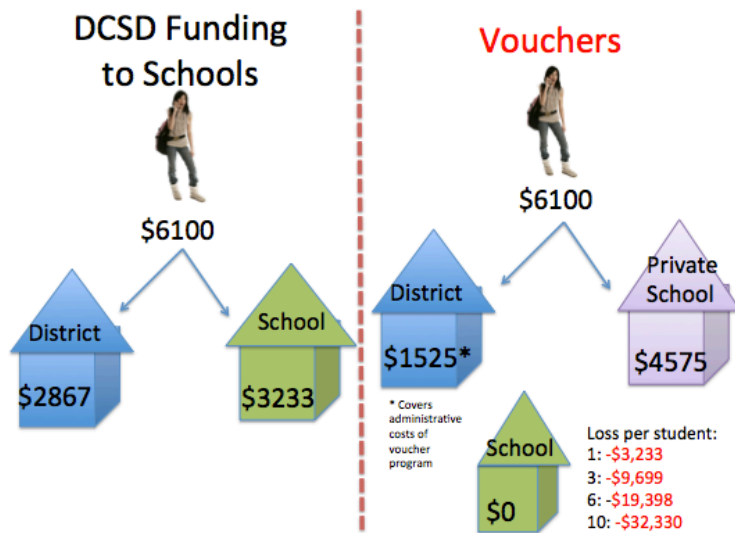 DCSD Funding
to Schools
$6100
District
$2867
School
$3233
Vouchers
$6100
District
$1525*
Private
School
$4575
* Covers
administrative
costs of
voucher
program
School
$0
Loss per student:
1: -$3,233
3: -$9,699
6: -$19,398
10: -$32,330